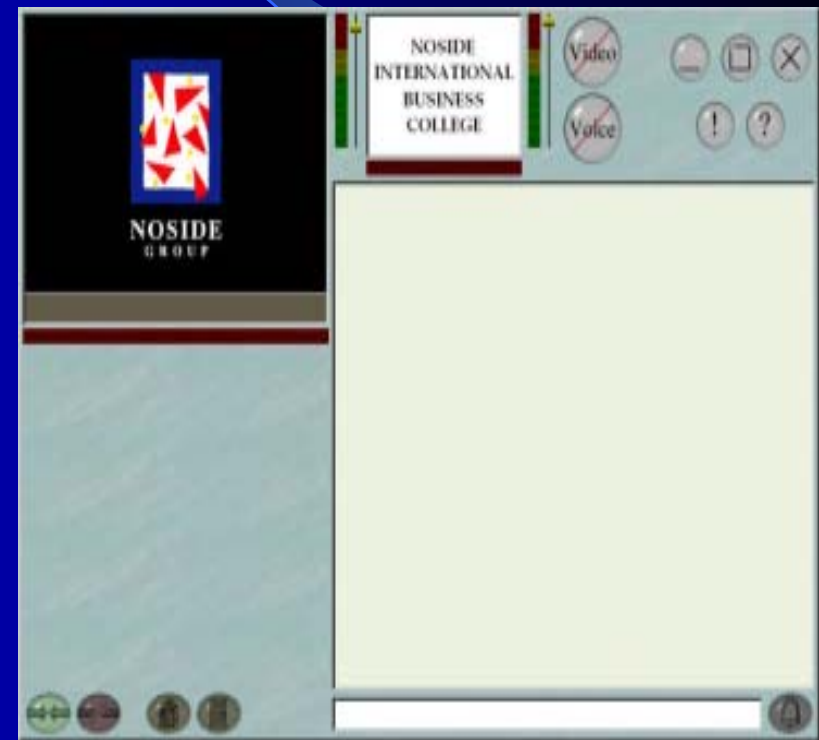 NOSIDE
GROUP
NOSIDE
INTERNATIONAL
BUSINESS
COLLEGE
Video
Voice
!
?